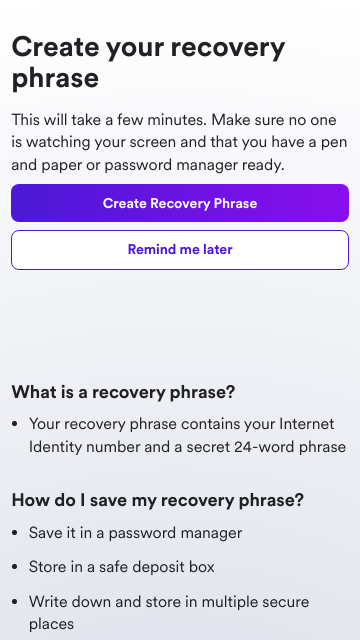 Create your recovery
phrase
This will take a few minutes. Make sure no one
is watching your screen and that you have a pen
and paper or password manager ready.
Create Recovery Phrase
Remind me later
What is a recovery phrase?
• Your recovery phrase contains your Internet
Identity number and a secret 24-word phrase
How do I save my recovery phrase?
• Save it in a password manager
• Store in a safe deposit box
• Write down and store in multiple secure
places